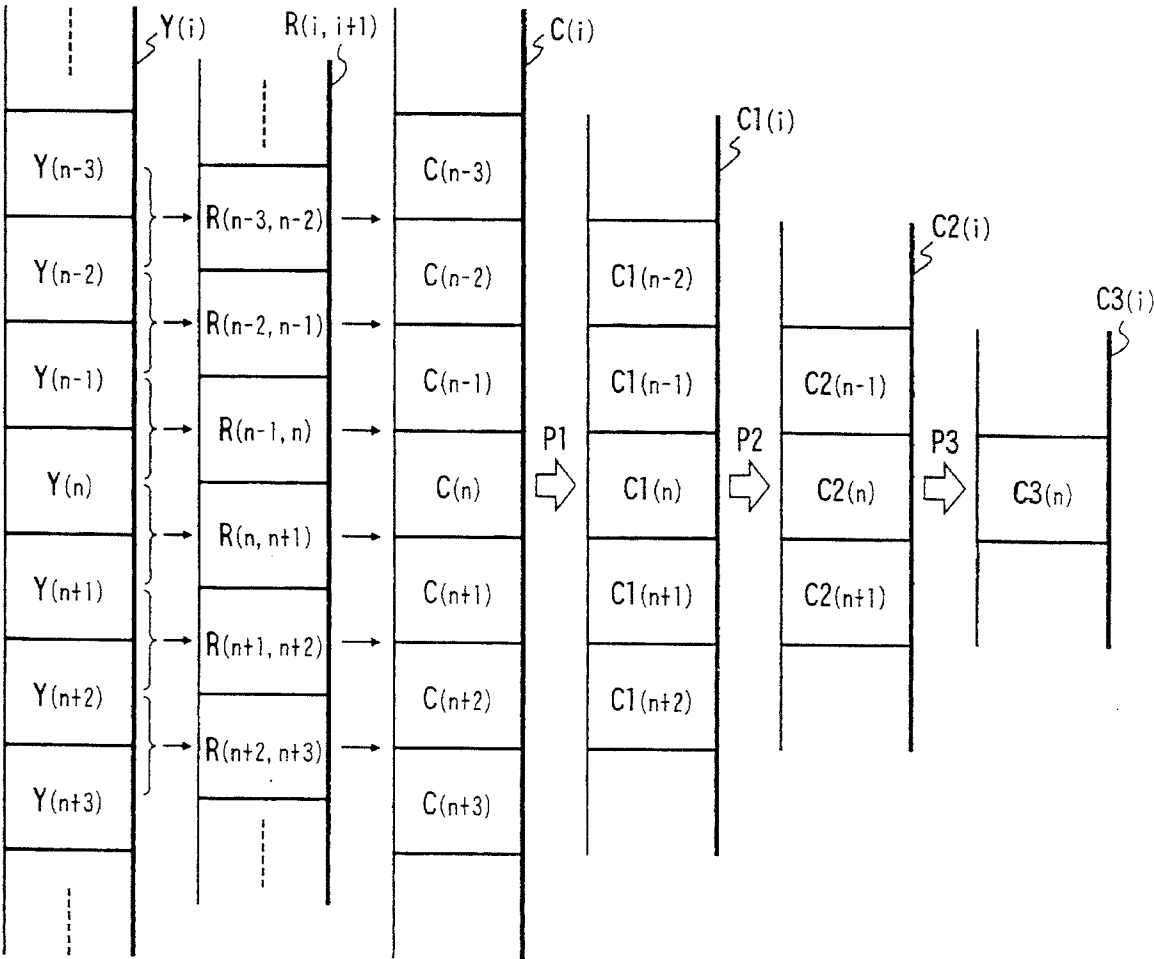 Y(i)
R(i, i+1)
C(i)
C1(i)
C2(i)
C3(i)
Y(n-3)
Y(n-2)
Y(n-1)
Y(n)
Y(n+1)
Y(n+2)
Y(n+3)
R(n-3, n-2)
R(n-2, n-1)
R(n-1, n)
R(n, n+1)
R(n+1, n+2)
R(n+2, n+3)
C(n-3)
C(n-2)
C(n-1)
C(n)
C(n+1)
C(n+2)
C(n+3)
P1
C1(n-2)
C1(n-1)
C1(n)
C1(n+1)
C1(n+2)
P2
C2(n-1)
C2(n)
C2(n+1)
P3
C3(n)